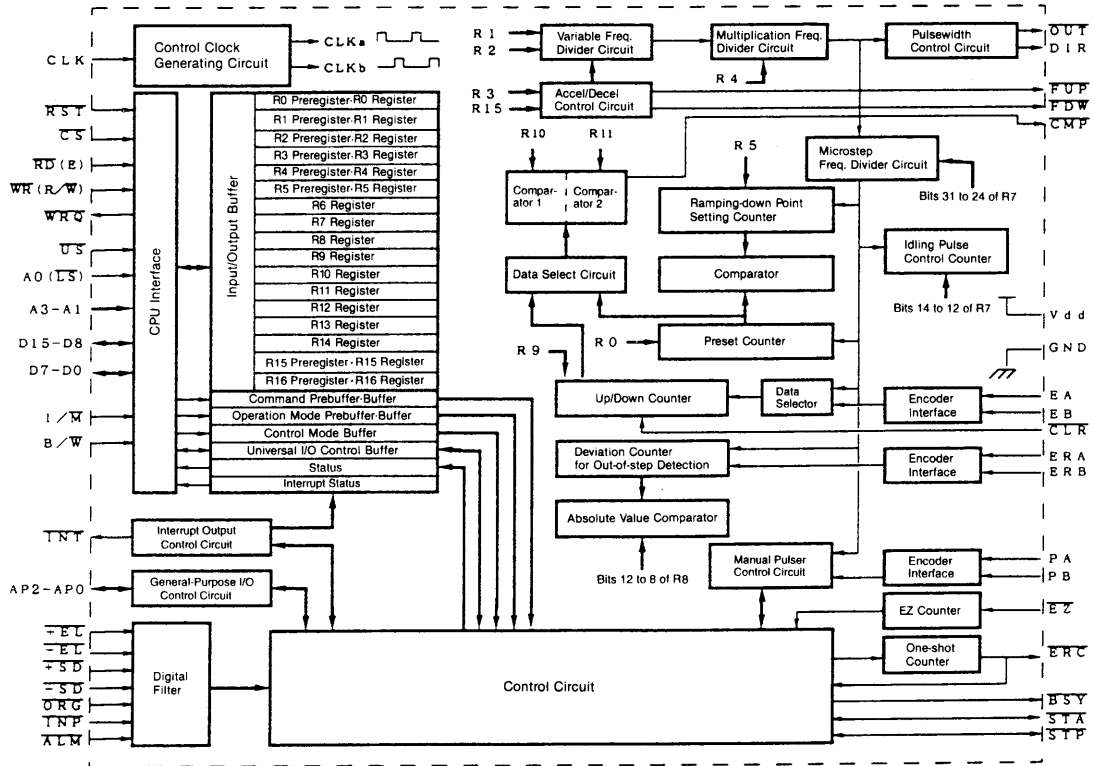 CLK
RST
CS
RD (E)
WR (R/W)
WRQ
US
A0 (LS)
A3-A1
D15-D8
D7-D0
I/M
B/W
INT
AP2-AP0
+EL
-EL
+SD
-SD
ORG
INP
ALM
Control Clock
Generating Circuit
CLKa
CLKb
CPU Interface
Input/Output Buffer
R0 Preregister·R0 Register
R1 Preregister·R1 Register
R2 Preregister·R2 Register
R3 Preregister·R3 Register
R4 Preregister·R4 Register
R5 Preregister·R5 Register
R6 Register
R7 Register
R8 Register
R9 Register
R10 Register
R11 Register
R12 Register
R13 Register
R14 Register
R15 Preregister·R15 Register
R16 Preregister·R16 Register
Command Prebuffer·Buffer
Operation Mode Prebuffer·Buffer
Control Mode Buffer
Universal I/O Control Buffer
Status
Interrupt Status
Interrupt Output
Control Circuit
General-Purpose I/O
Control Circuit
Digital
Filter
Control Circuit
R1
R2
Variable Freq.
Divider Circuit
Multiplication Freq.
Divider Circuit
R4
Pulsewidth
Control Circuit
R3
R15
Accel/Decel
Control Circuit
R10
R11
Compar-
ator 1
Compar-
ator 2
R5
Microstep
Freq. Divider Circuit
Bits 31 to 24 of R7
Ramping-down Point
Setting Counter
Idling Pulse
Control Counter
Bits 14 to 12 of R7
Data Select Circuit
Comparator
R9
R0
Preset Counter
Up/Down Counter
Data
Selector
Encoder
Interface
Deviation Counter
for Out-of-step Detection
Encoder
Interface
Absolute Value Comparator
Bits 12 to 8 of R8
Manual Pulser
Control Circuit
Encoder
Interface
EZ Counter
One-shot
Counter
OUT
DIR
FUP
FDW
CMP
Vdd
GND
EA
EB
CLR
ERA
ERB
PA
PB
EZ
ERC
BSY
STA
STP